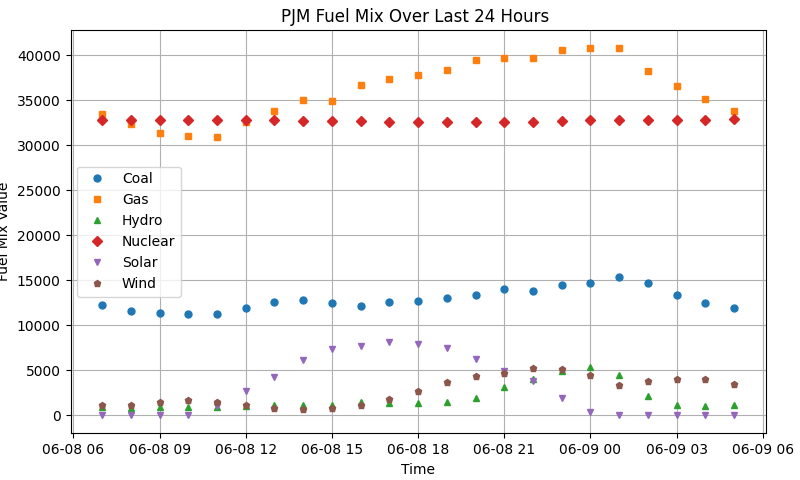 PJM Fuel Mix Over Last 24 Hours
40000
35000
30000
25000
20000
15000
10000
5000
0
Fuel Mix Value
Coal
Gas
Hydro
Nuclear
Solar
Wind
06-08 06 06-08 09 06-08 12 06-08 15 06-08 18 06-08 21 06-09 00 06-09 03 06-09 06
Time